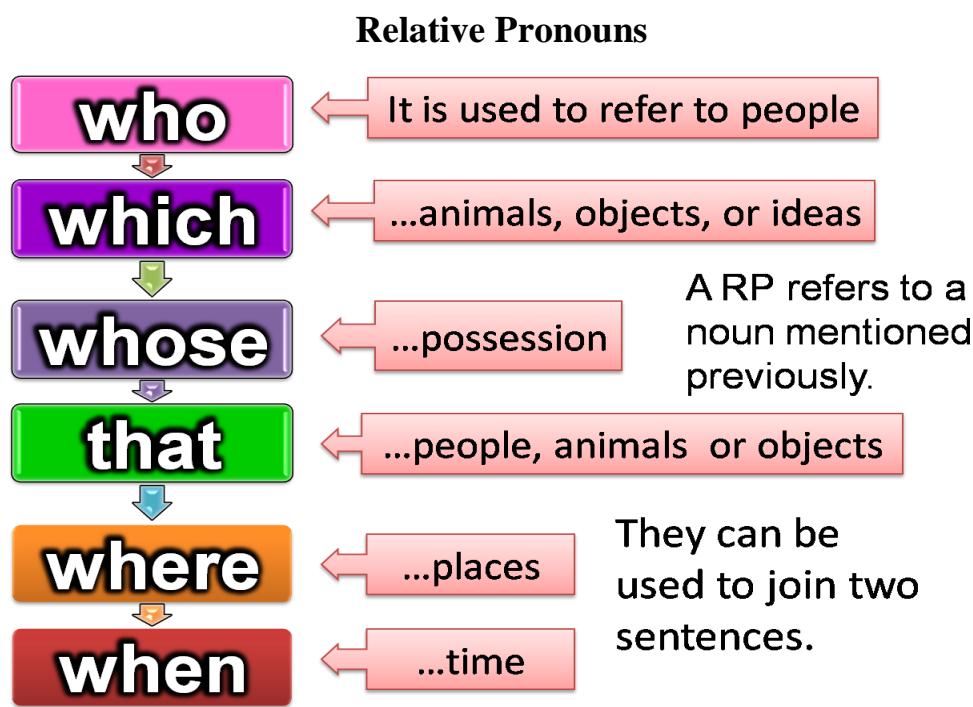 Relative Pronouns
who
It is used to refer to people
which
...animals, objects, or ideas
whose
...possession
A RP refers to a
noun mentioned
previously.
that
...people, animals or objects
where
...places
They can be
used to join two
sentences.
when
...time